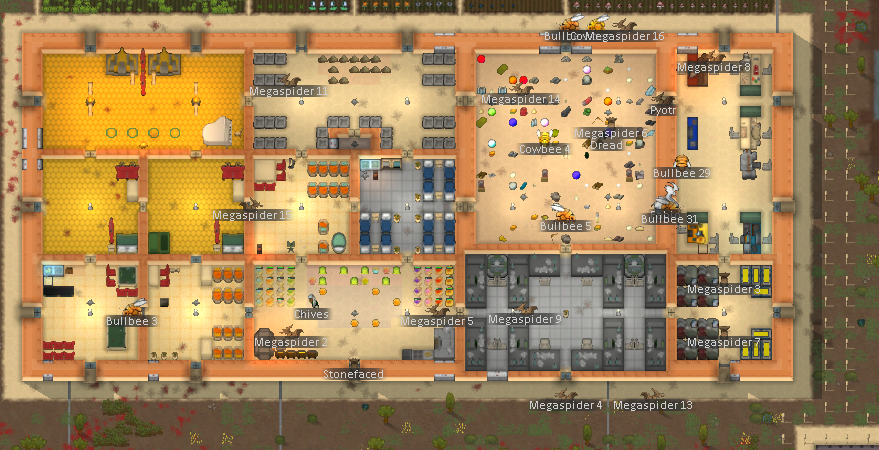 BullbCowMegaspider 16
Megaspider 8
Megaspider 11
Megaspider 14
Pyotr
Megaspider 6
Dread
Cowbee 4
Bullbee 29
Megaspider 15
Bullbee 31
Bullbee 5
Megaspider 3
Chives
Bullbee 3
Megaspider 5
Megaspider 9
Megaspider 2
Megaspider 7
Stonefaced
Megaspider 4
Megaspider 13